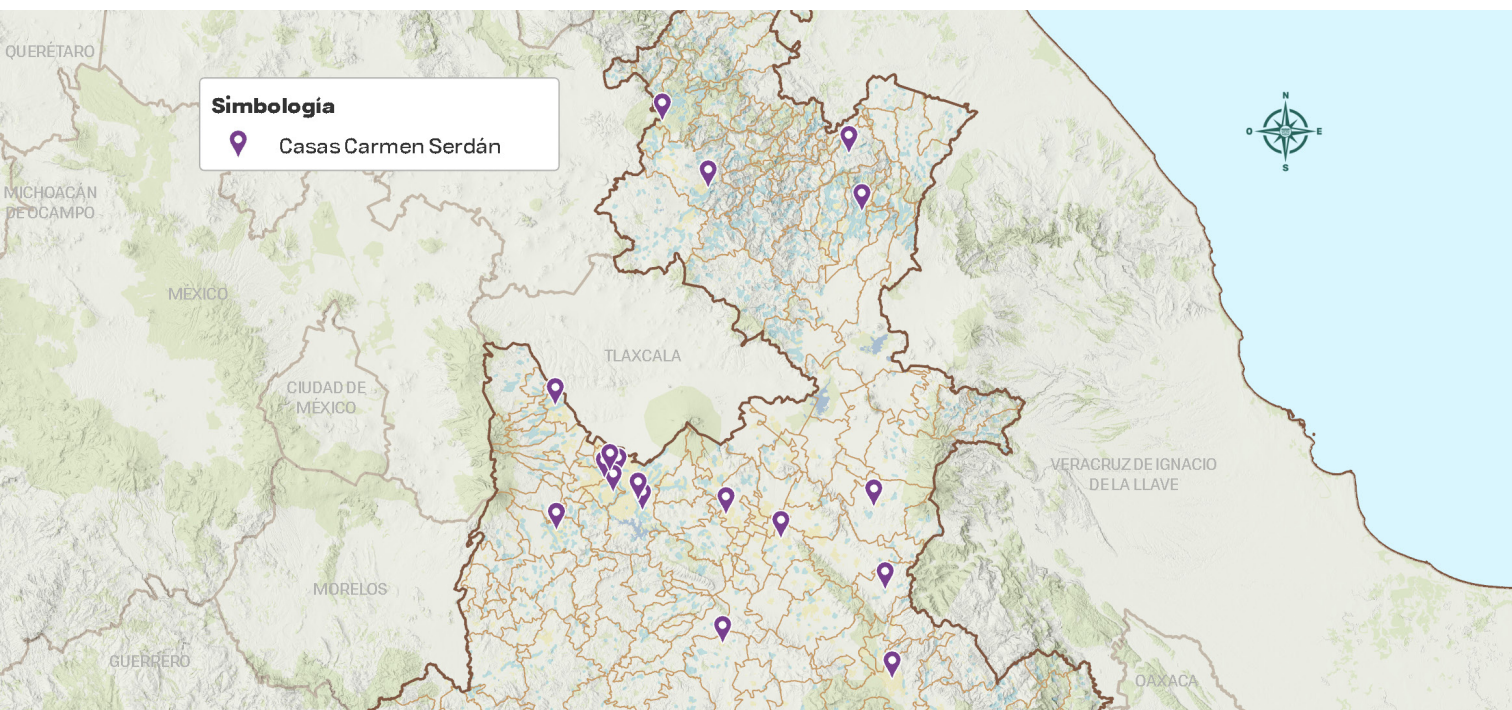 QUERÉTARO
Simbología
Casas Carmen Serdán
N
O
E
S
MICHOACÁN
DE OCAMPO
MÉXICO
TLAXCALA
CIUDAD DE
MÉXICO
VERACRUZ DE IGNACIO
DE LA LLAVE
MORELOS
GUERRERO
OAXACA